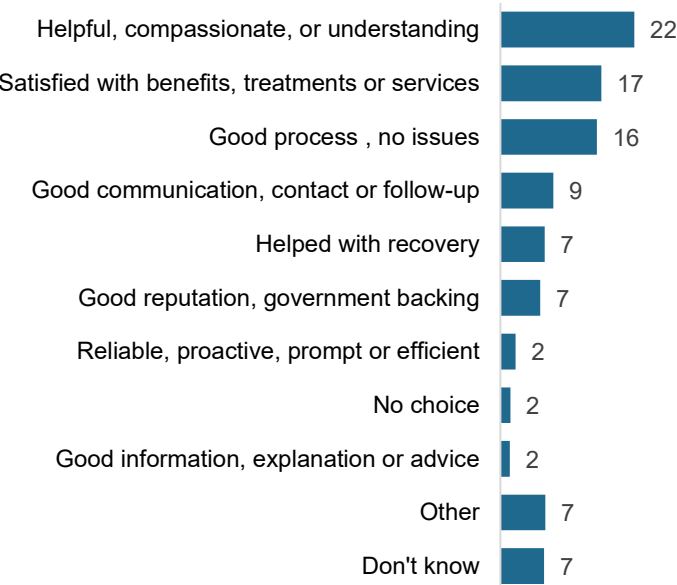 Helpful, compassionate, or understanding 22
Satisfied with benefits, treatments or services 17
Good process , no issues 16
Good communication, contact or follow-up 9
Helped with recovery 7
Good reputation, government backing 7
Reliable, proactive, prompt or efficient 2
No choice 2
Good information, explanation or advice 2
Other 7
Don't know 7